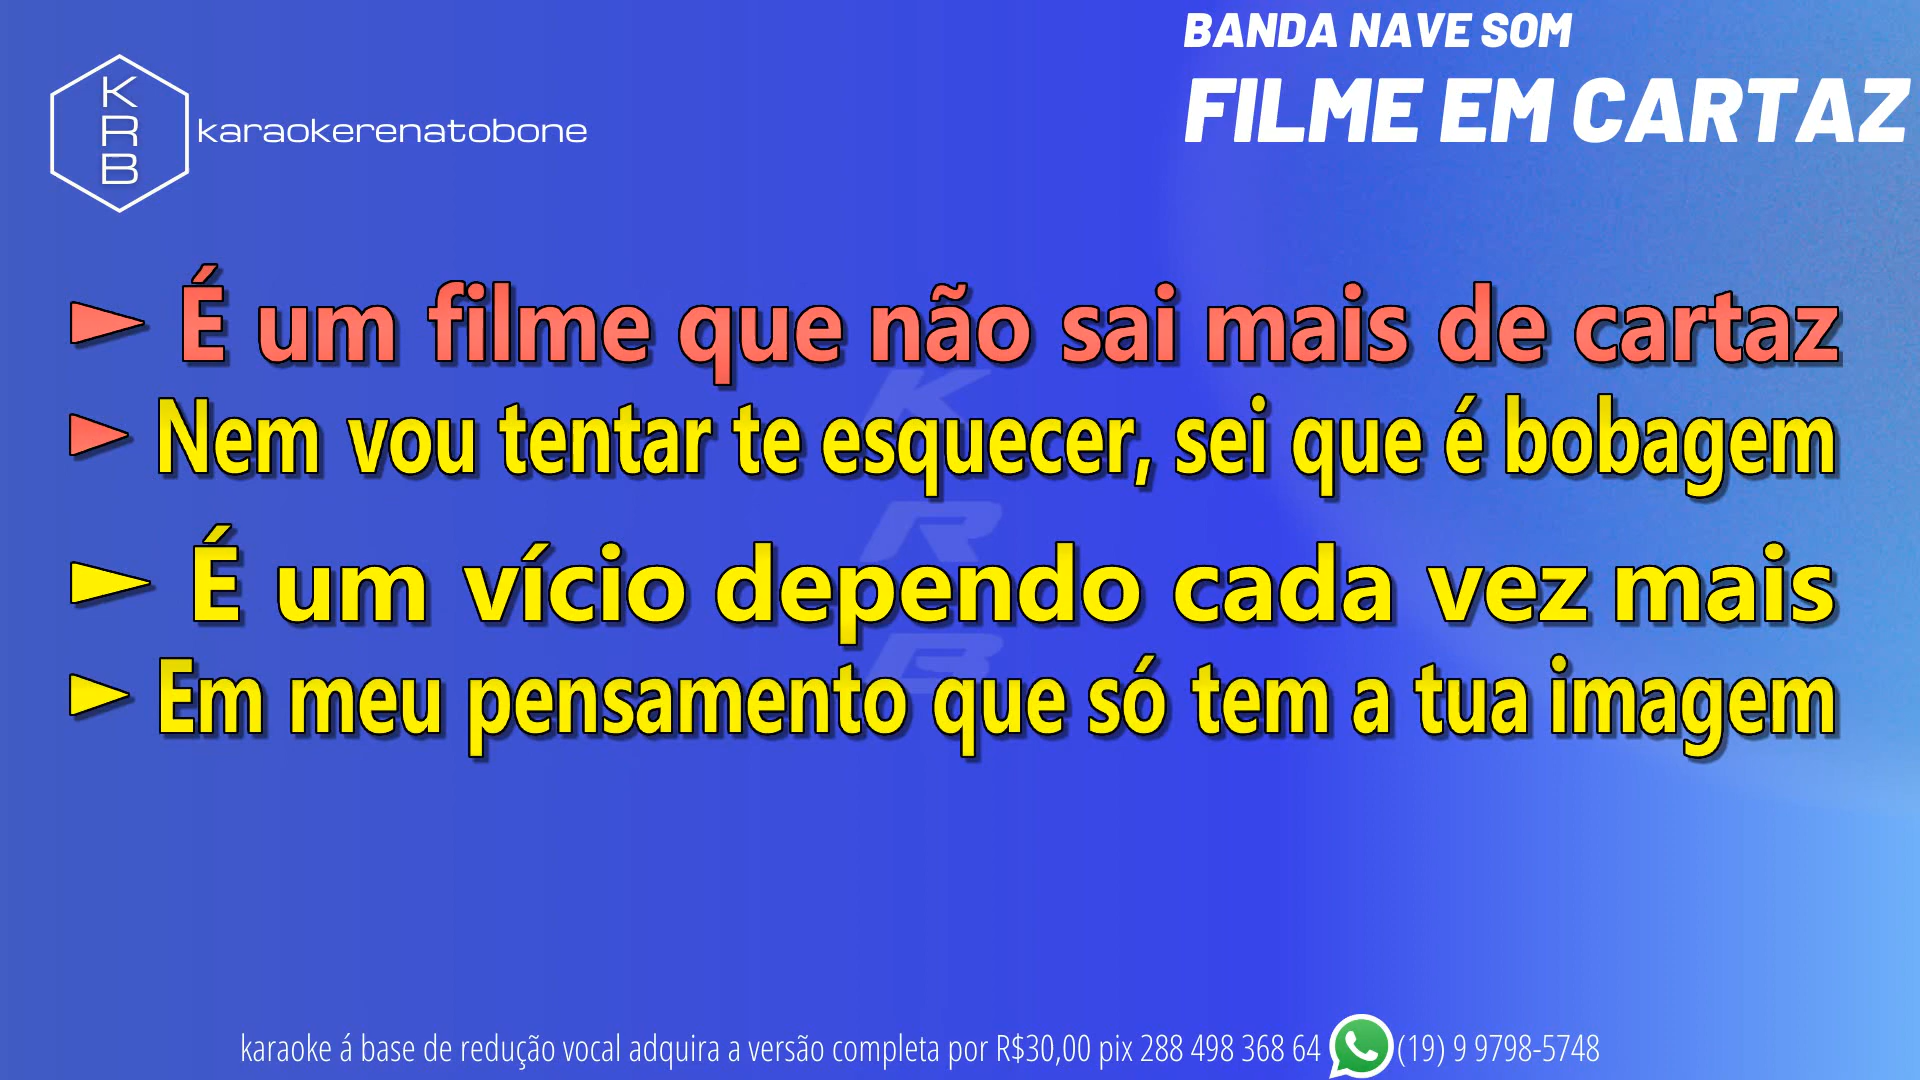 BANDA NAVE SOM
FILME EM CARTAZ
K
R
B
karaokerenatobone
É um filme que não sai mais de cartaz
Nem vou tentar te esquecer, sei que é bobagem
É um vício dependo cada vez mais
Em meu pensamento que só tem a tua imagem
K
R
B
karaoke á base de redução vocal adquira a versão completa por R$30,00 pix 288 498 368 64 (19) 9 9798-5748